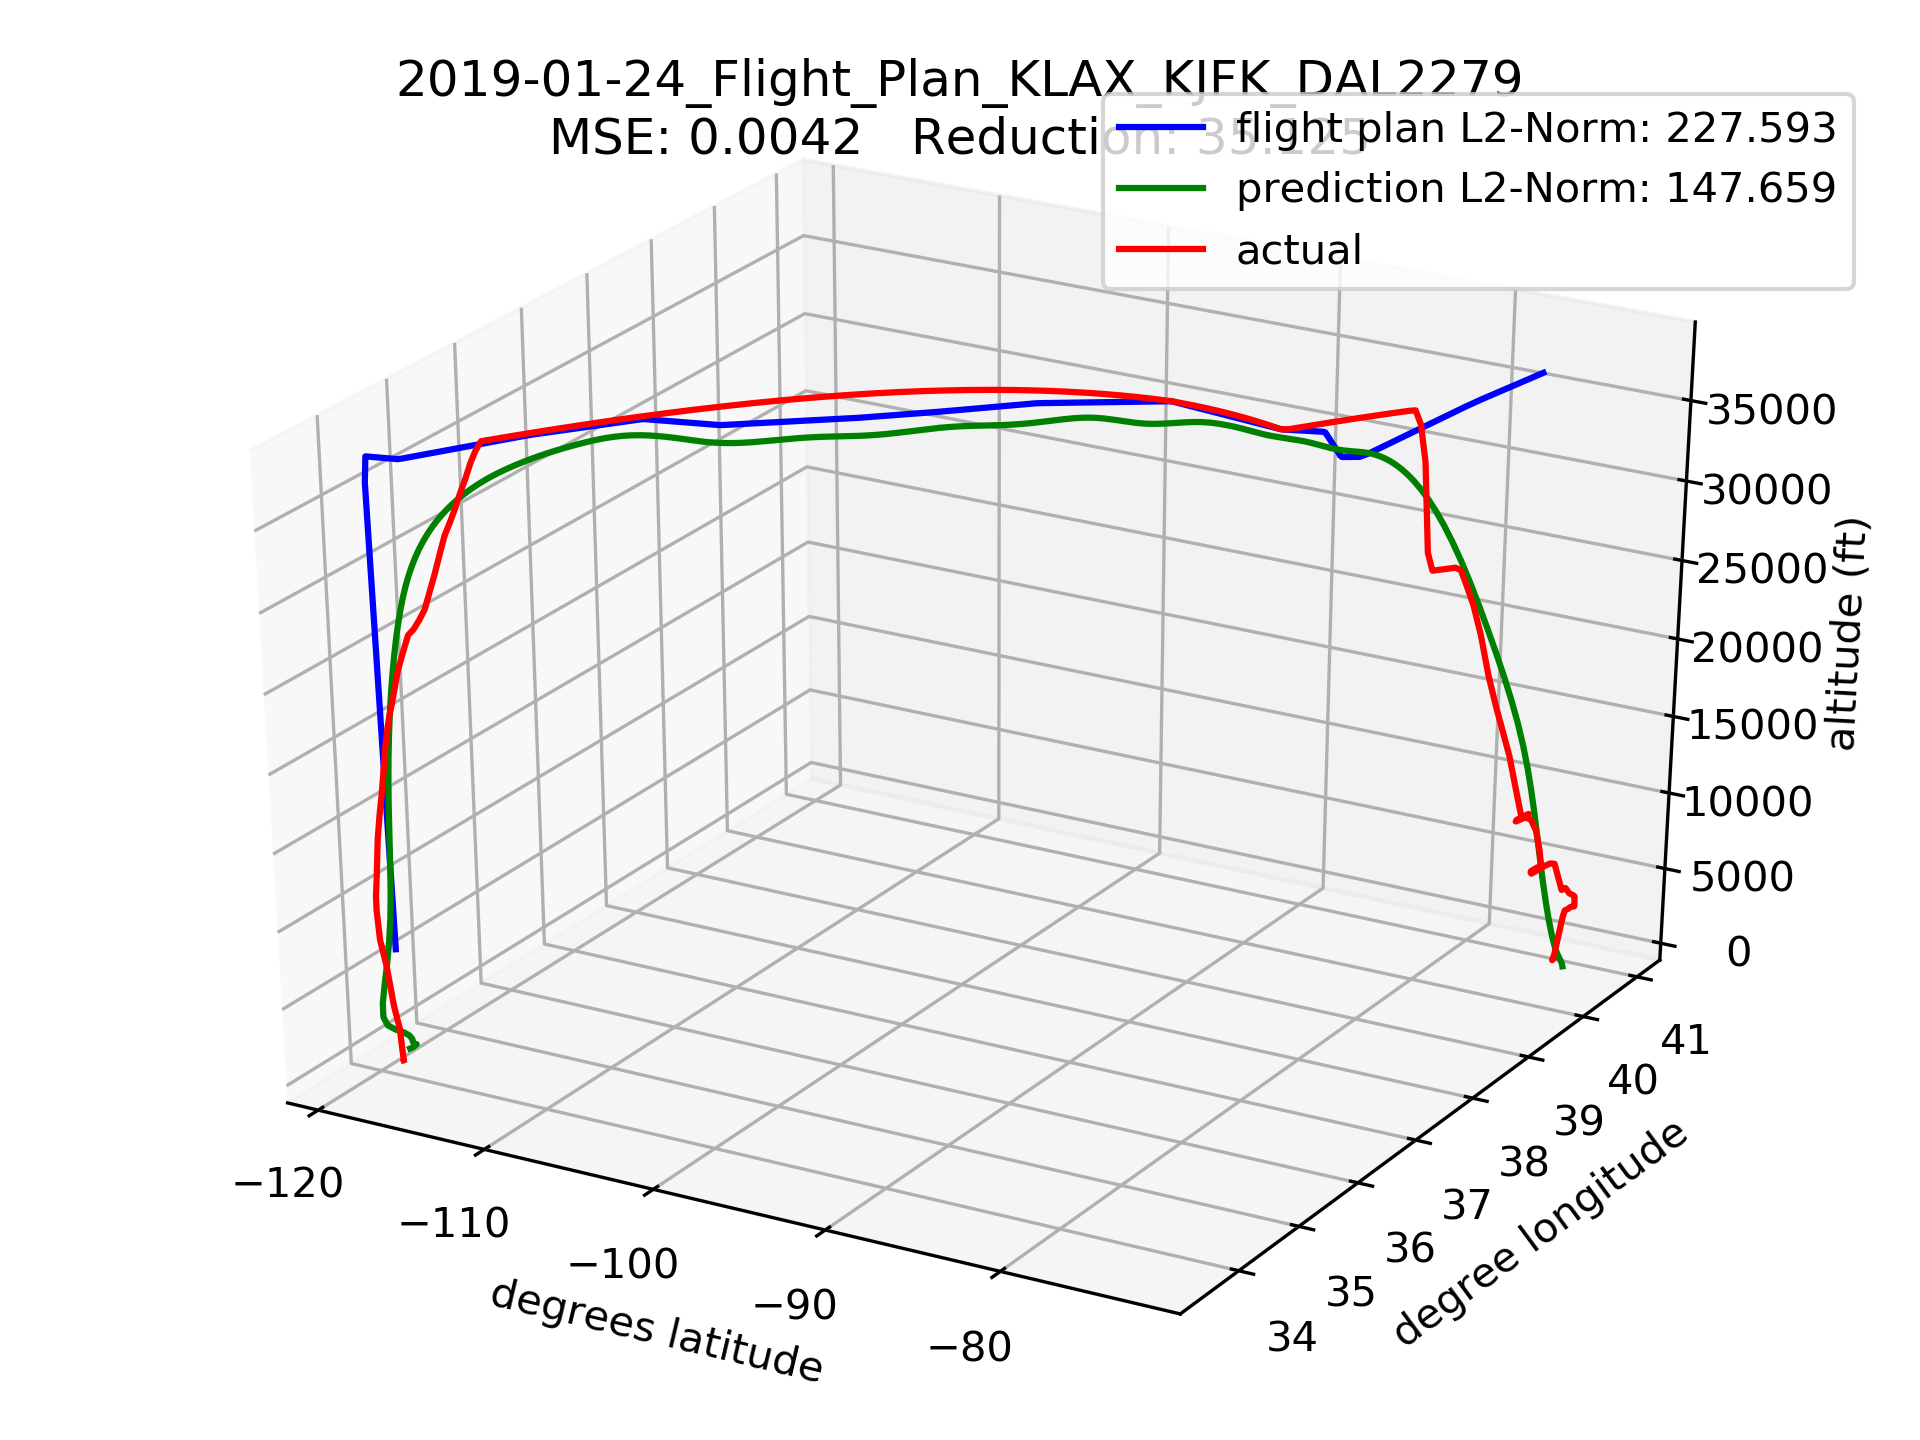 2019-01-24_Flight_Plan_KLAX_KJFK_DAL2279
MSE: 0.0042 Reduction: 35.125
flight plan L2-Norm: 227.593
prediction L2-Norm: 147.659
actual
35000
30000
25000
20000
15000
10000
5000
0
altitude (ft)
41
40
39
38
37
36
35
34
degree longitude
−120
−110
−100
−90
−80
degrees latitude